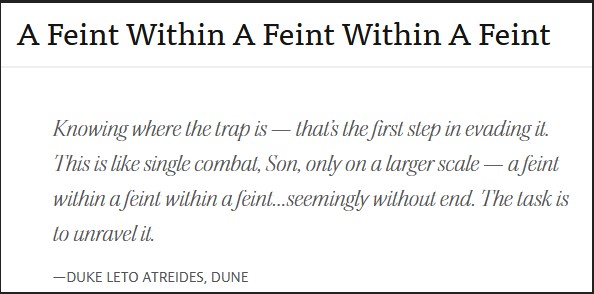 A Feint Within A Feint Within A Feint
Knowing where the trap is — that's the first step in evading it.
This is like single combat, Son, only on a larger scale — a feint
within a feint within a feint...seemingly without end. The task is
to unravel it.
—DUKE LETO ATREIDES, DUNE